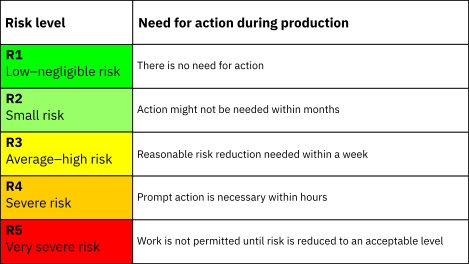 Risk level
Need for action during production
R1
Low–negligible risk
There is no need for action
R2
Small risk
Action might not be needed within months
R3
Average–high risk
Reasonable risk reduction needed within a week
R4
Severe risk
Prompt action is necessary within hours
R5
Very severe risk
Work is not permitted until risk is reduced to an acceptable level